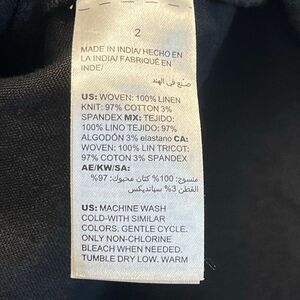 2
MADE IN INDIA/ HECHO EN
LA INDIA/ FABRIQUÉ EN
INDE/
صنع في الهند
US: WOVEN: 100% LINEN
KNIT: 97% COTTON 3%
SPANDEX MX: TEJIDO:
100% LINO TEJIDO: 97%
ALGODÓN 3% elastano CA:
WOVEN: 100% LIN TRICOT:
97% COTON 3% SPANDEX
AE/KW/SA:
منسوج: 100% كتان محبوك: 97%
القطن 3% سبانديكس
US: MACHINE WASH
COLD-WITH SIMILAR
COLORS. GENTLE CYCLE.
ONLY NON-CHLORINE
BLEACH WHEN NEEDED.
TUMBLE DRY LOW. WARM